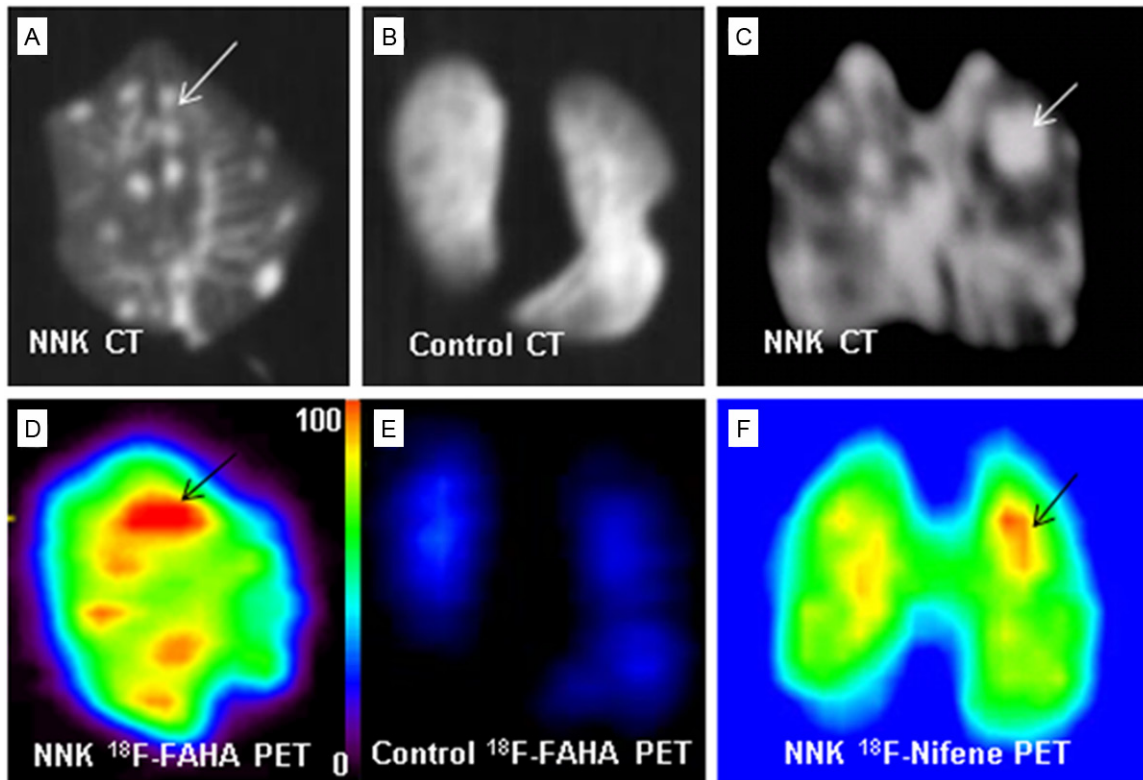 A
NNK CT
B
Control CT
C
NNK CT
D
100
0
NNK ¹⁸F-FAHA PET
E
Control ¹⁸F-FAHA PET
F
NNK ¹⁸F-Nifene PET